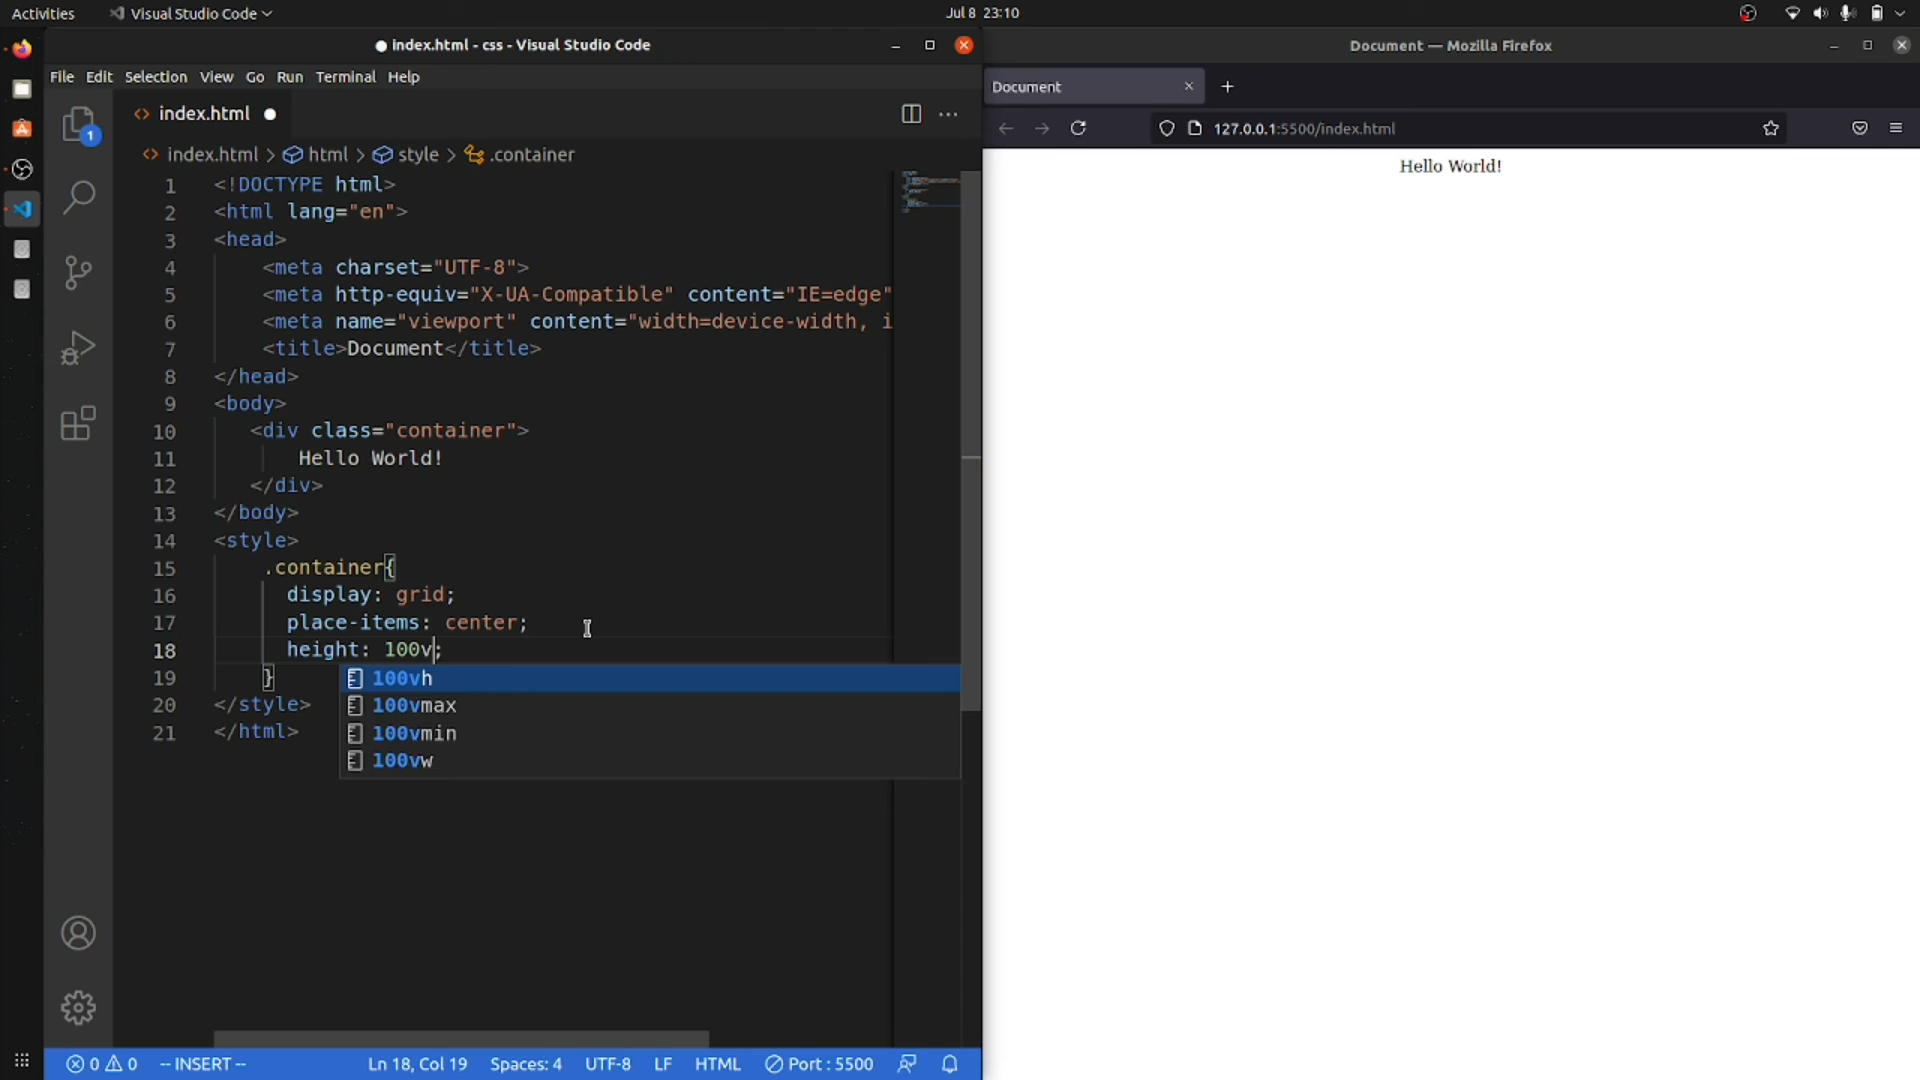 Activities
Visual Studio Code
Jul 8 23:10
● index.html - css - Visual Studio Code
File Edit Selection View Go Run Terminal Help
index.html
index.html > html > style > .container
1 <!DOCTYPE html>
2 <html lang="en">
3 <head>
4 <meta charset="UTF-8">
5 <meta http-equiv="X-UA-Compatible" content="IE=edge"
6 <meta name="viewport" content="width=device-width, i
7 <title>Document</title>
8 </head>
9 <body>
10 <div class="container">
11 Hello World!
12 </div>
13 </body>
14 <style>
15 .container{
16 display: grid;
17 place-items: center;
18 height: 100v;
19 }
20 </style>
21 </html>
100vh
100vmax
100vmin
100vw
1
0 0 -- INSERT -- Ln 18, Col 19 Spaces: 4 UTF-8 LF HTML Port : 5500
Document — Mozilla Firefox
Document
127.0.0.1:5500/index.html
Hello World!